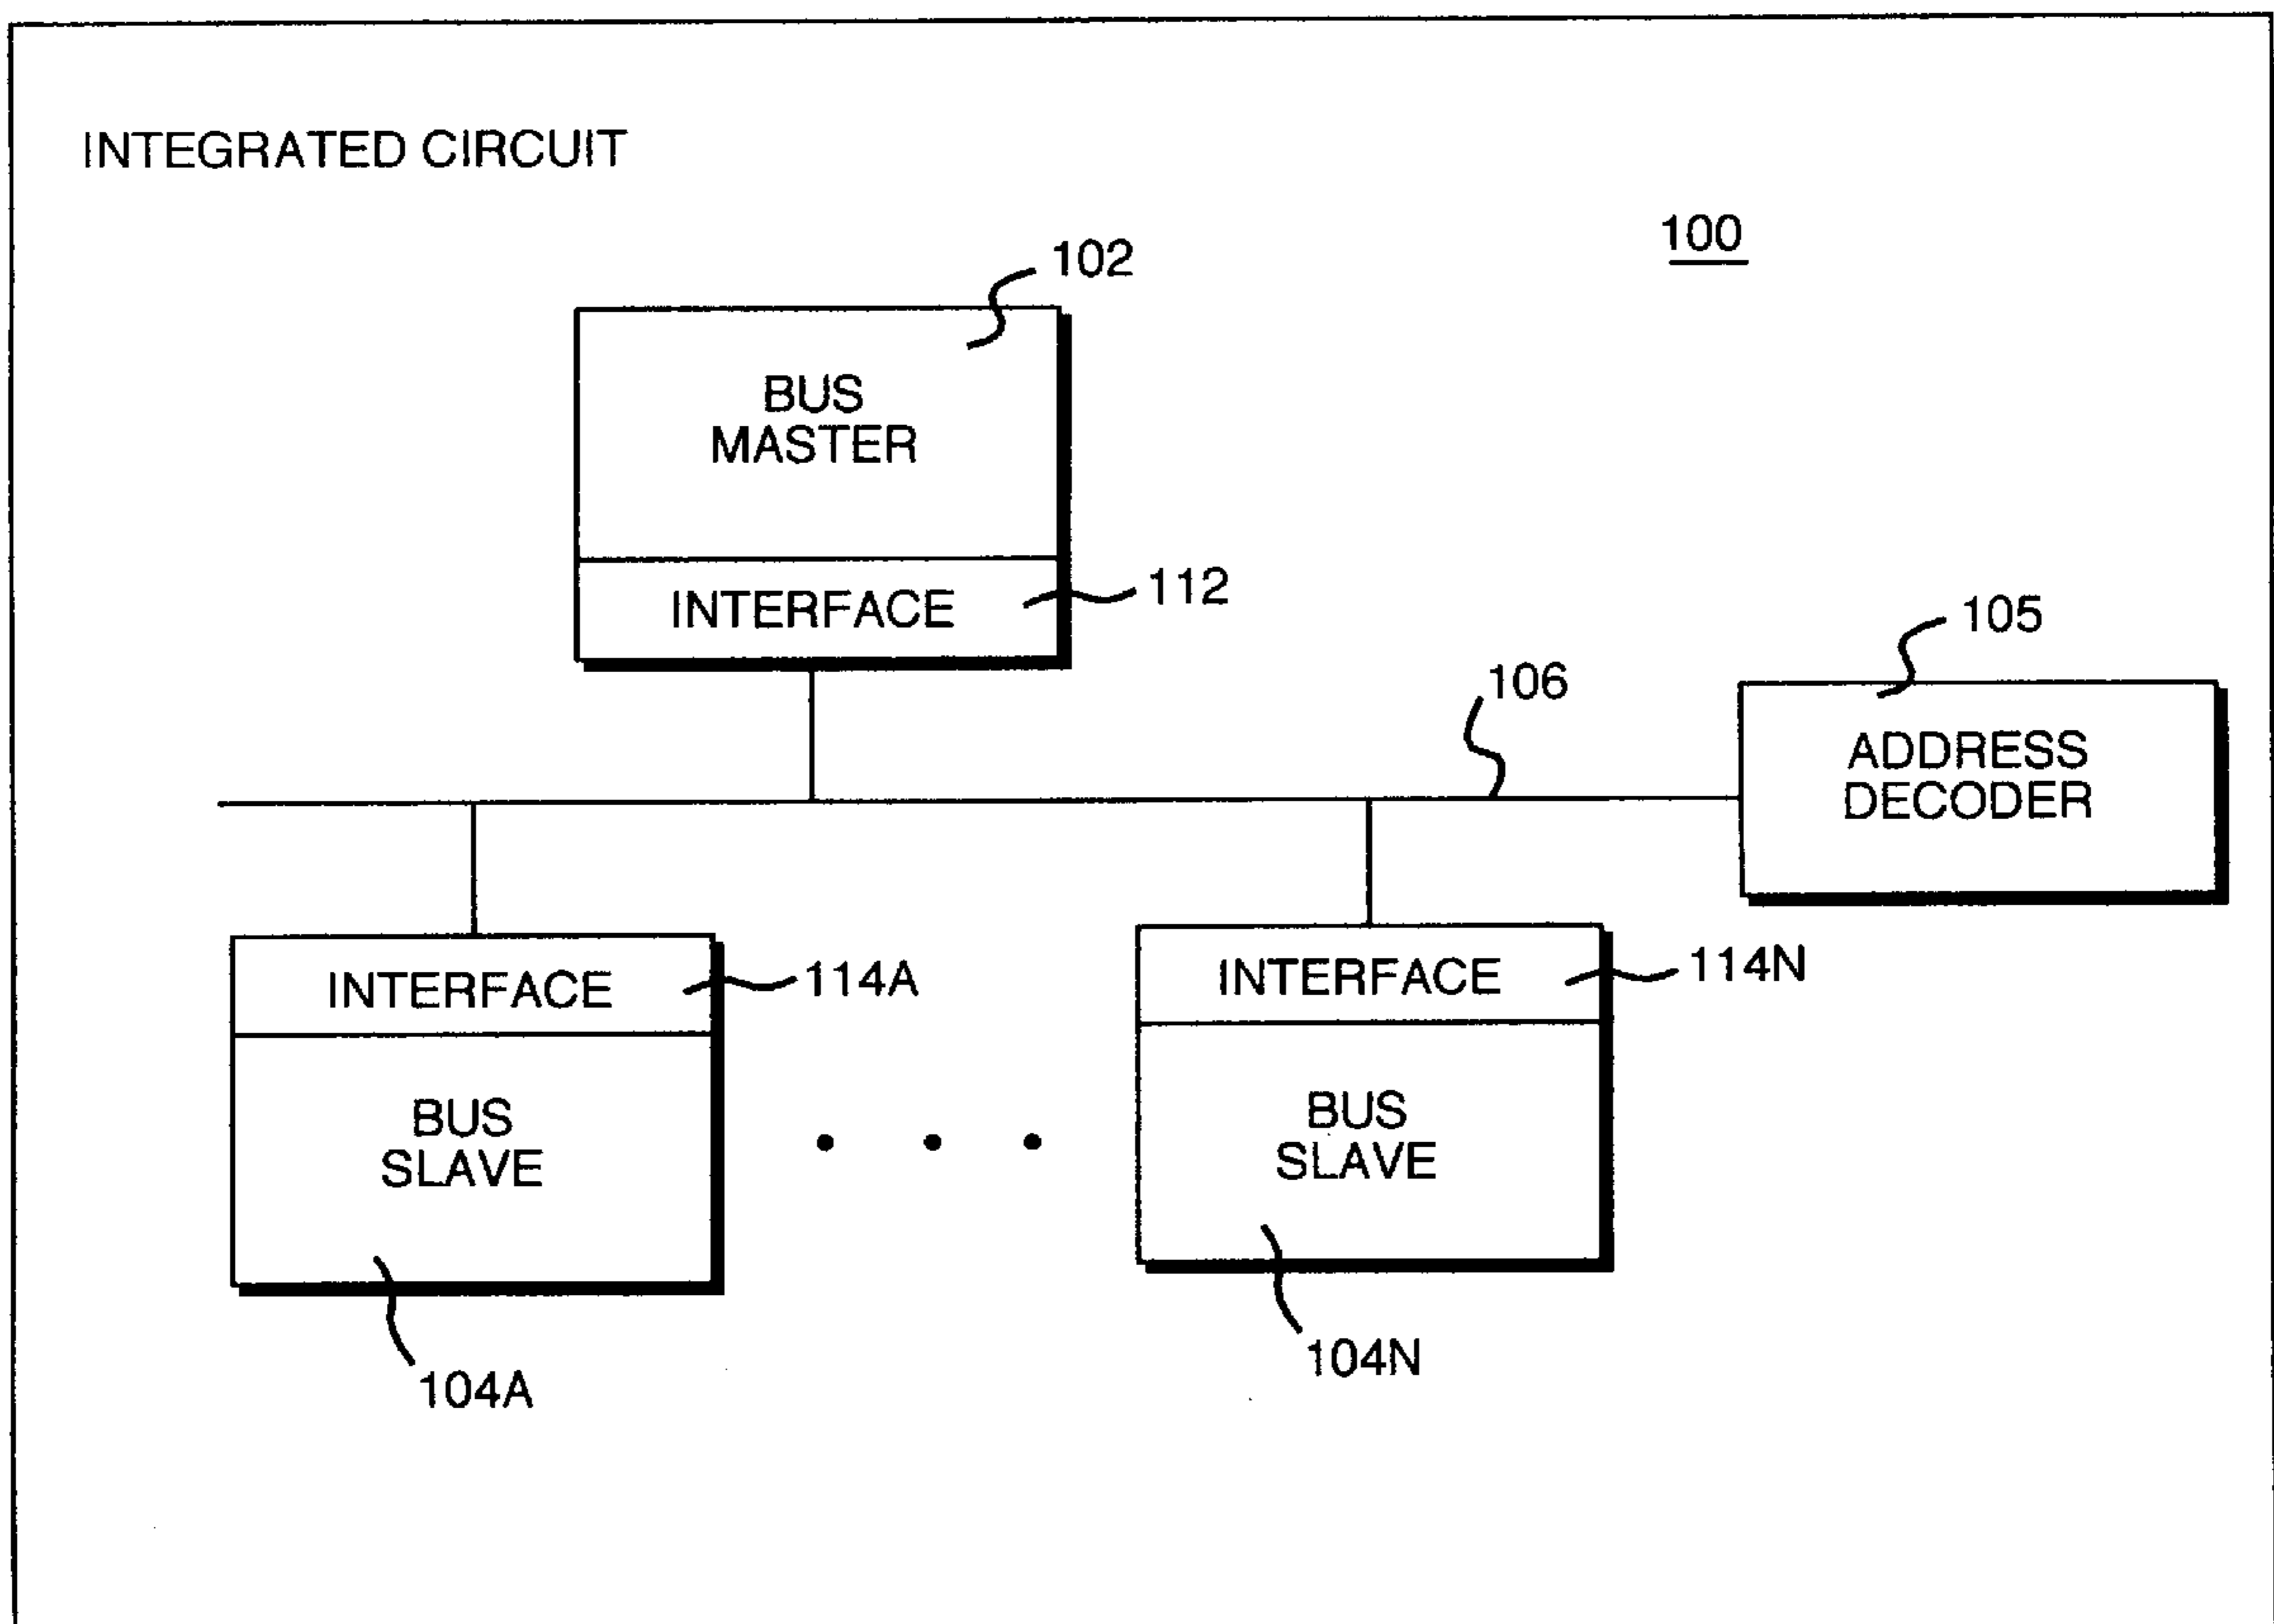 INTEGRATED CIRCUIT
100
102
BUS
MASTER
INTERFACE
112
105
106
ADDRESS
DECODER
INTERFACE
114A
INTERFACE
114N
BUS
SLAVE
BUS
SLAVE
104A
104N